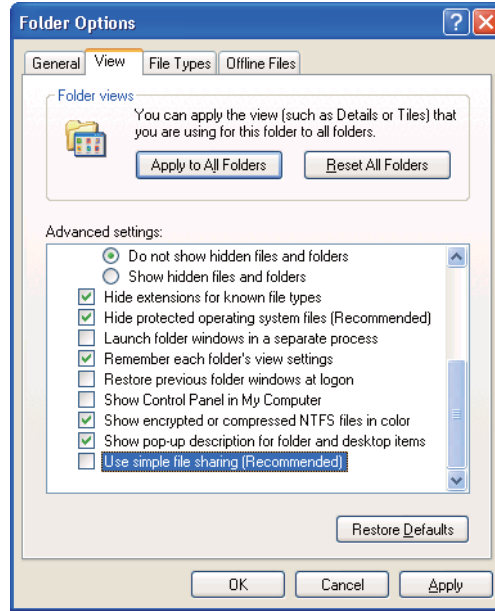 Folder Options
General View File Types Offline Files
Folder views
You can apply the view (such as Details or Tiles) that
you are using for this folder to all folders.
Apply to All Folders Reset All Folders
Advanced settings:
Do not show hidden files and folders
Show hidden files and folders
Hide extensions for known file types
Hide protected operating system files (Recommended)
Launch folder windows in a separate process
Remember each folder's view settings
Restore previous folder windows at logon
Show Control Panel in My Computer
Show encrypted or compressed NTFS files in color
Show pop-up description for folder and desktop items
Use simple file sharing (Recommended)
Restore Defaults
OK Cancel Apply